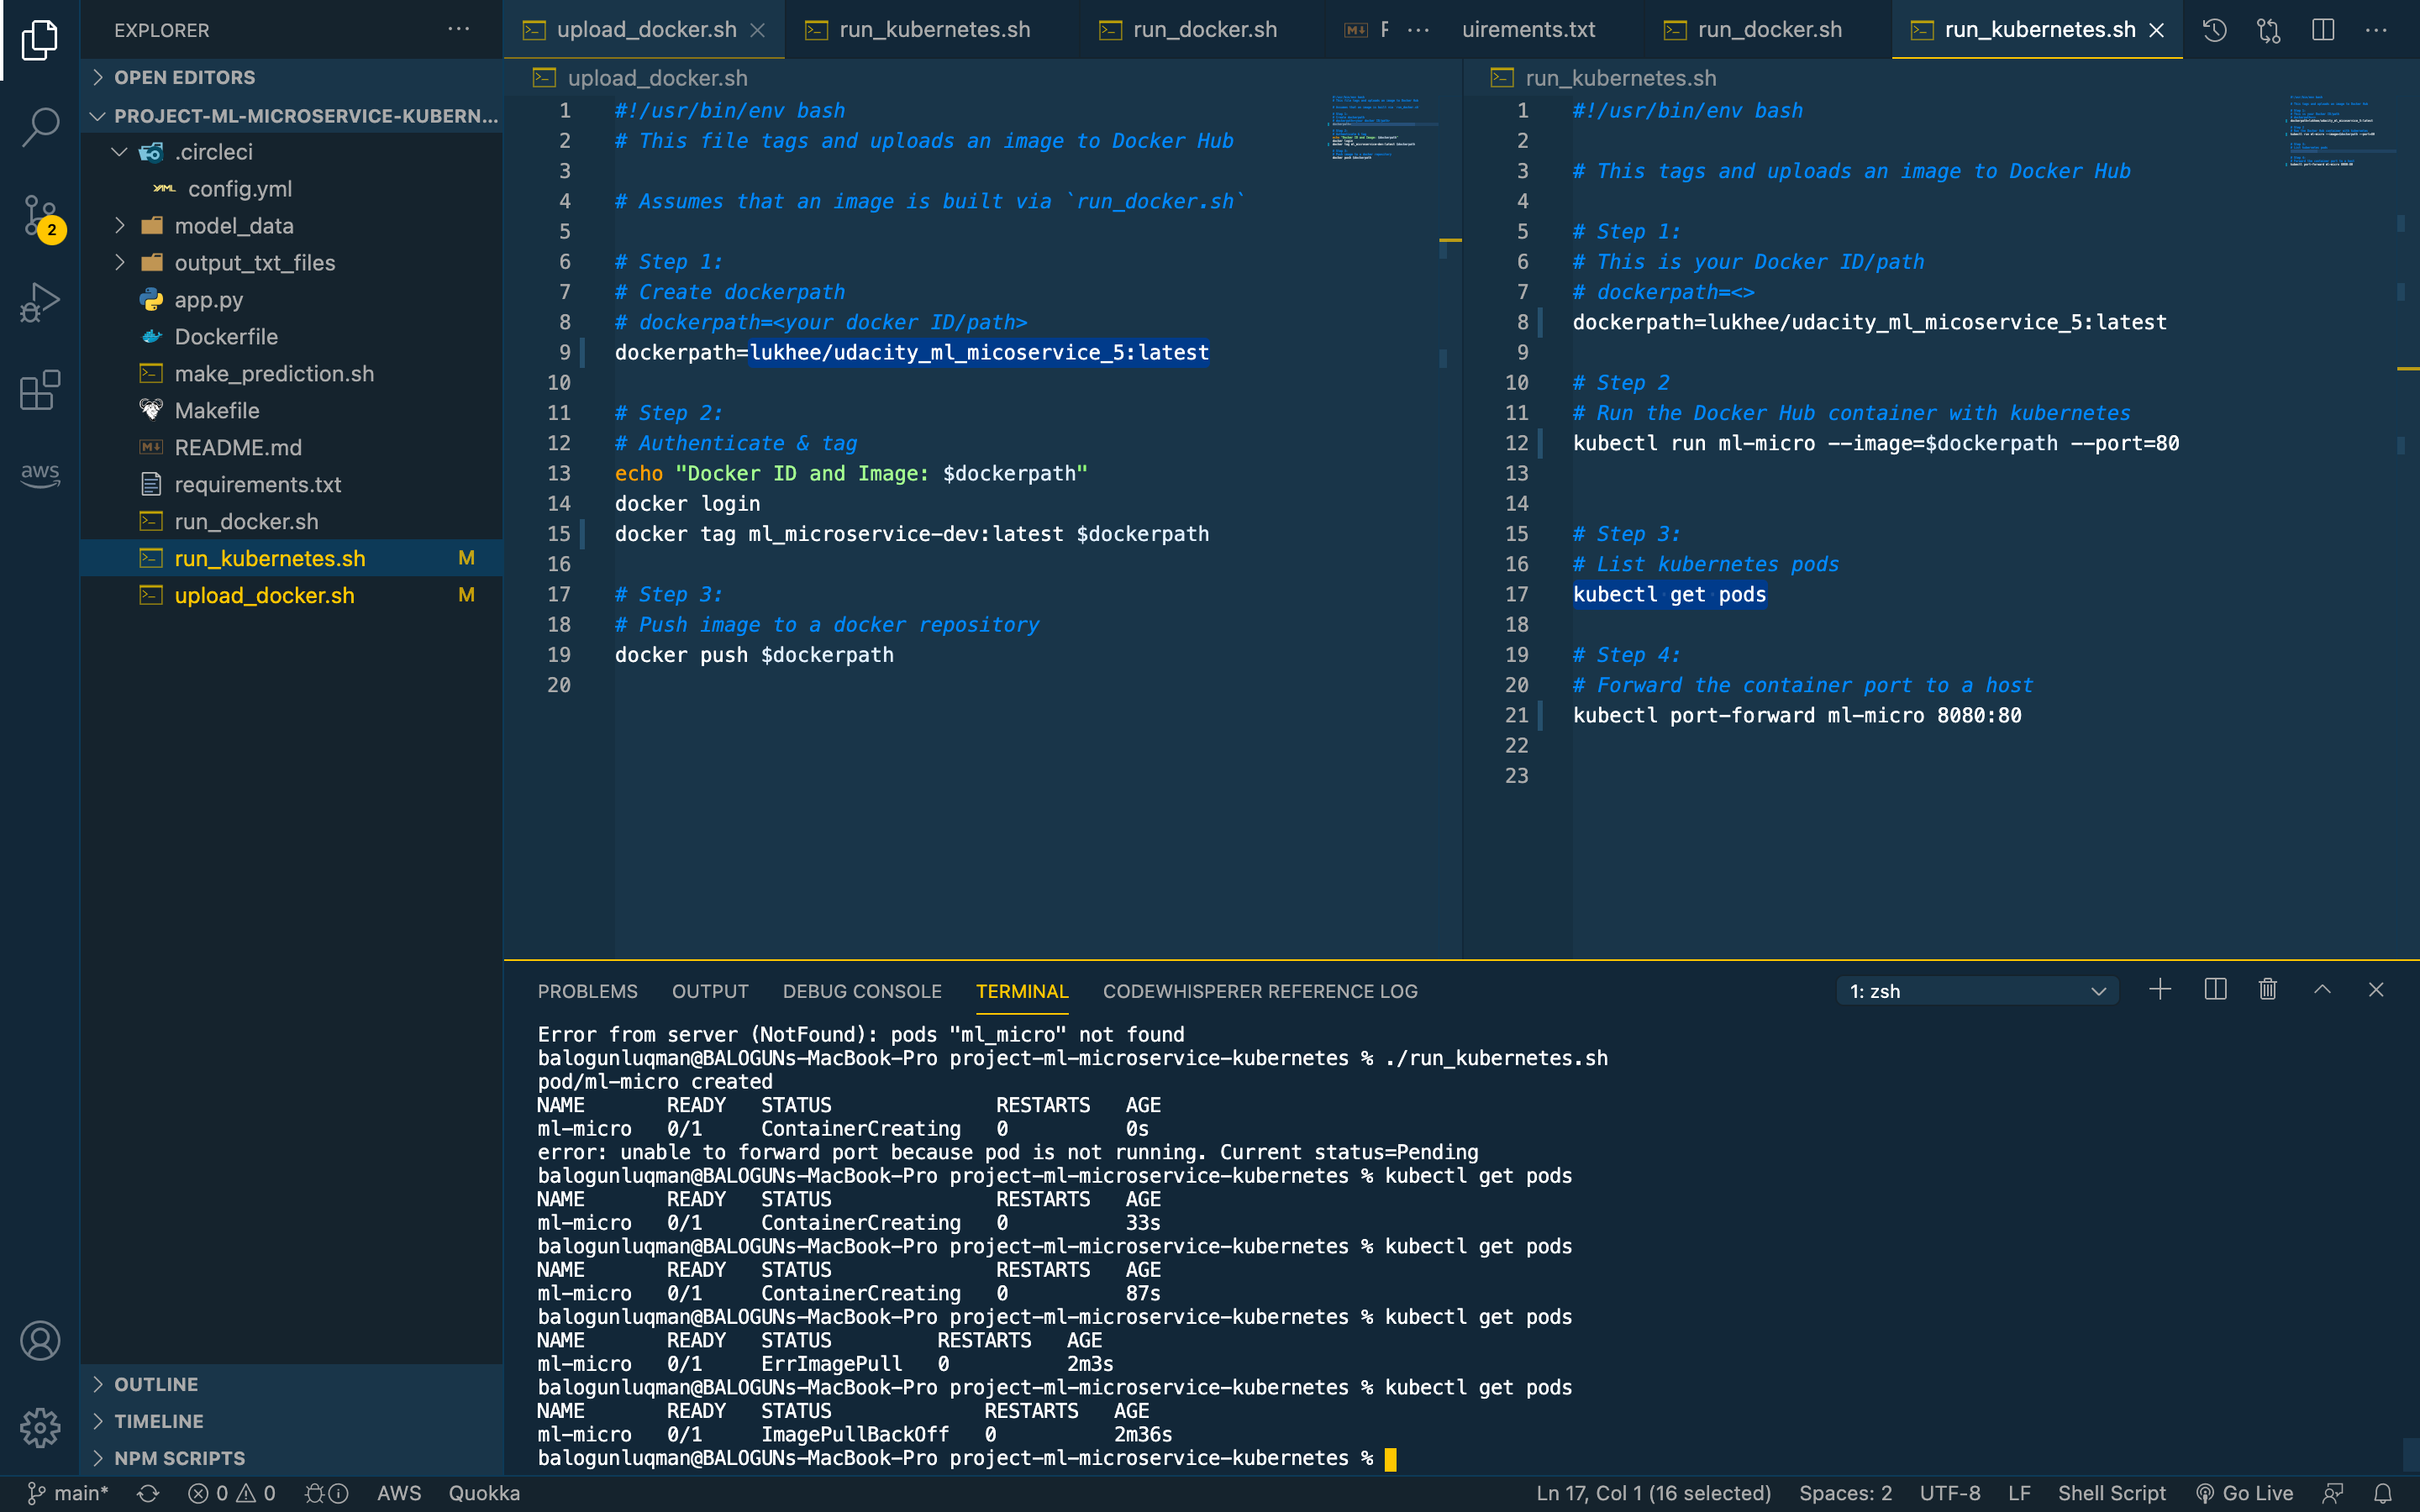 EXPLORER
OPEN EDITORS
PROJECT-ML-MICROSERVICE-KUBERN...
.circleci
config.yml
model_data
output_txt_files
app.py
Dockerfile
make_prediction.sh
Makefile
README.md
requirements.txt
run_docker.sh
run_kubernetes.sh M
upload_docker.sh M
OUTLINE
TIMELINE
NPM SCRIPTS
2
aws
upload_docker.sh run_kubernetes.sh run_docker.sh
upload_docker.sh
1 #!/usr/bin/env bash
2 # This file tags and uploads an image to Docker Hub
3
4 # Assumes that an image is built via `run_docker.sh`
5
6 # Step 1:
7 # Create dockerpath
8 # dockerpath=<your docker ID/path>
9 dockerpath=lukhee/udacity_ml_micoservice_5:latest
10
11 # Step 2:
12 # Authenticate & tag
13 echo "Docker ID and Image: $dockerpath"
14 docker login
15 docker tag ml_microservice-dev:latest $dockerpath
16
17 # Step 3:
18 # Push image to a docker repository
19 docker push $dockerpath
20
uirements.txt run_docker.sh run_kubernetes.sh
run_kubernetes.sh
1 #!/usr/bin/env bash
2
3 # This tags and uploads an image to Docker Hub
4
5 # Step 1:
6 # This is your Docker ID/path
7 # dockerpath=<>
8 dockerpath=lukhee/udacity_ml_micoservice_5:latest
9
10 # Step 2
11 # Run the Docker Hub container with kubernetes
12 kubectl run ml-micro --image=$dockerpath --port=80
13
14
15 # Step 3:
16 # List kubernetes pods
17 kubectl get pods
18
19 # Step 4:
20 # Forward the container port to a host
21 kubectl port-forward ml-micro 8080:80
22
23
PROBLEMS OUTPUT DEBUG CONSOLE TERMINAL CODEWHISPERER REFERENCE LOG
1: zsh
Error from server (NotFound): pods "ml_micro" not found
balogunluqman@BALOGUNs-MacBook-Pro project-ml-microservice-kubernetes % ./run_kubernetes.sh
pod/ml-micro created
NAME READY STATUS RESTARTS AGE
ml-micro 0/1 ContainerCreating 0 0s
error: unable to forward port because pod is not running. Current status=Pending
balogunluqman@BALOGUNs-MacBook-Pro project-ml-microservice-kubernetes % kubectl get pods
NAME READY STATUS RESTARTS AGE
ml-micro 0/1 ContainerCreating 0 33s
balogunluqman@BALOGUNs-MacBook-Pro project-ml-microservice-kubernetes % kubectl get pods
NAME READY STATUS RESTARTS AGE
ml-micro 0/1 ContainerCreating 0 87s
balogunluqman@BALOGUNs-MacBook-Pro project-ml-microservice-kubernetes % kubectl get pods
NAME READY STATUS RESTARTS AGE
ml-micro 0/1 ErrImagePull 0 2m3s
balogunluqman@BALOGUNs-MacBook-Pro project-ml-microservice-kubernetes % kubectl get pods
NAME READY STATUS RESTARTS AGE
ml-micro 0/1 ImagePullBackOff 0 2m36s
balogunluqman@BALOGUNs-MacBook-Pro project-ml-microservice-kubernetes %
main* 0 0 AWS Quokka Ln 17, Col 1 (16 selected) Spaces: 2 UTF-8 LF Shell Script Go Live